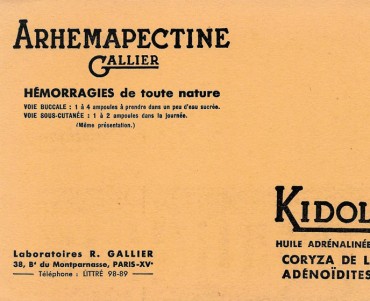 ARHEMAPECTINE
GALLIER
HÉMORRAGIES de toute nature
VOIE BUCCALE : 1 à 4 ampoules à prendre dans un peu d'eau sucrée.
VOIE SOUS-CUTANÉE : 1 à 2 ampoules dans la journée.
(Même présentation.)
KIDOL
HUILE ADRÉNALINÉE
CORYZA DE L
ADÉNOÏDITES
Laboratoires R. GALLIER
38, Bd du Montparnasse, PARIS-XVe
Téléphone : LITTRÉ 98-89